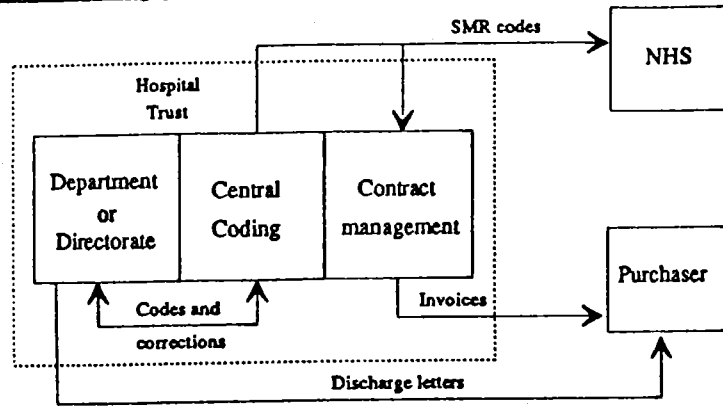 SMR codes
NHS
Hospital
Trust
Department
or
Directorate
Central
Coding
Contract
management
Purchaser
Codes and
corrections
Invoices
Discharge letters